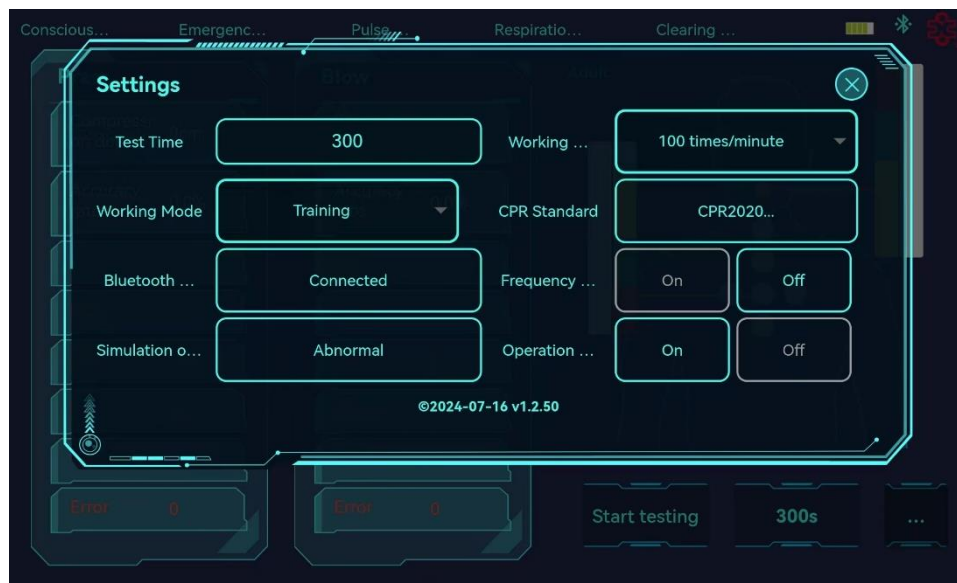 Conscious... Emergenc... Pulse... Respiratio... Clearing ...
Settings
Blow
Test Time 300 Working ... 100 times/minute
Working Mode Training CPR Standard CPR2020...
Bluetooth ... Connected Frequency ... On Off
Simulation o... Abnormal Operation ... On Off
©2024-07-16 v1.2.50
Error 0 Error 0
Start testing 300s ...